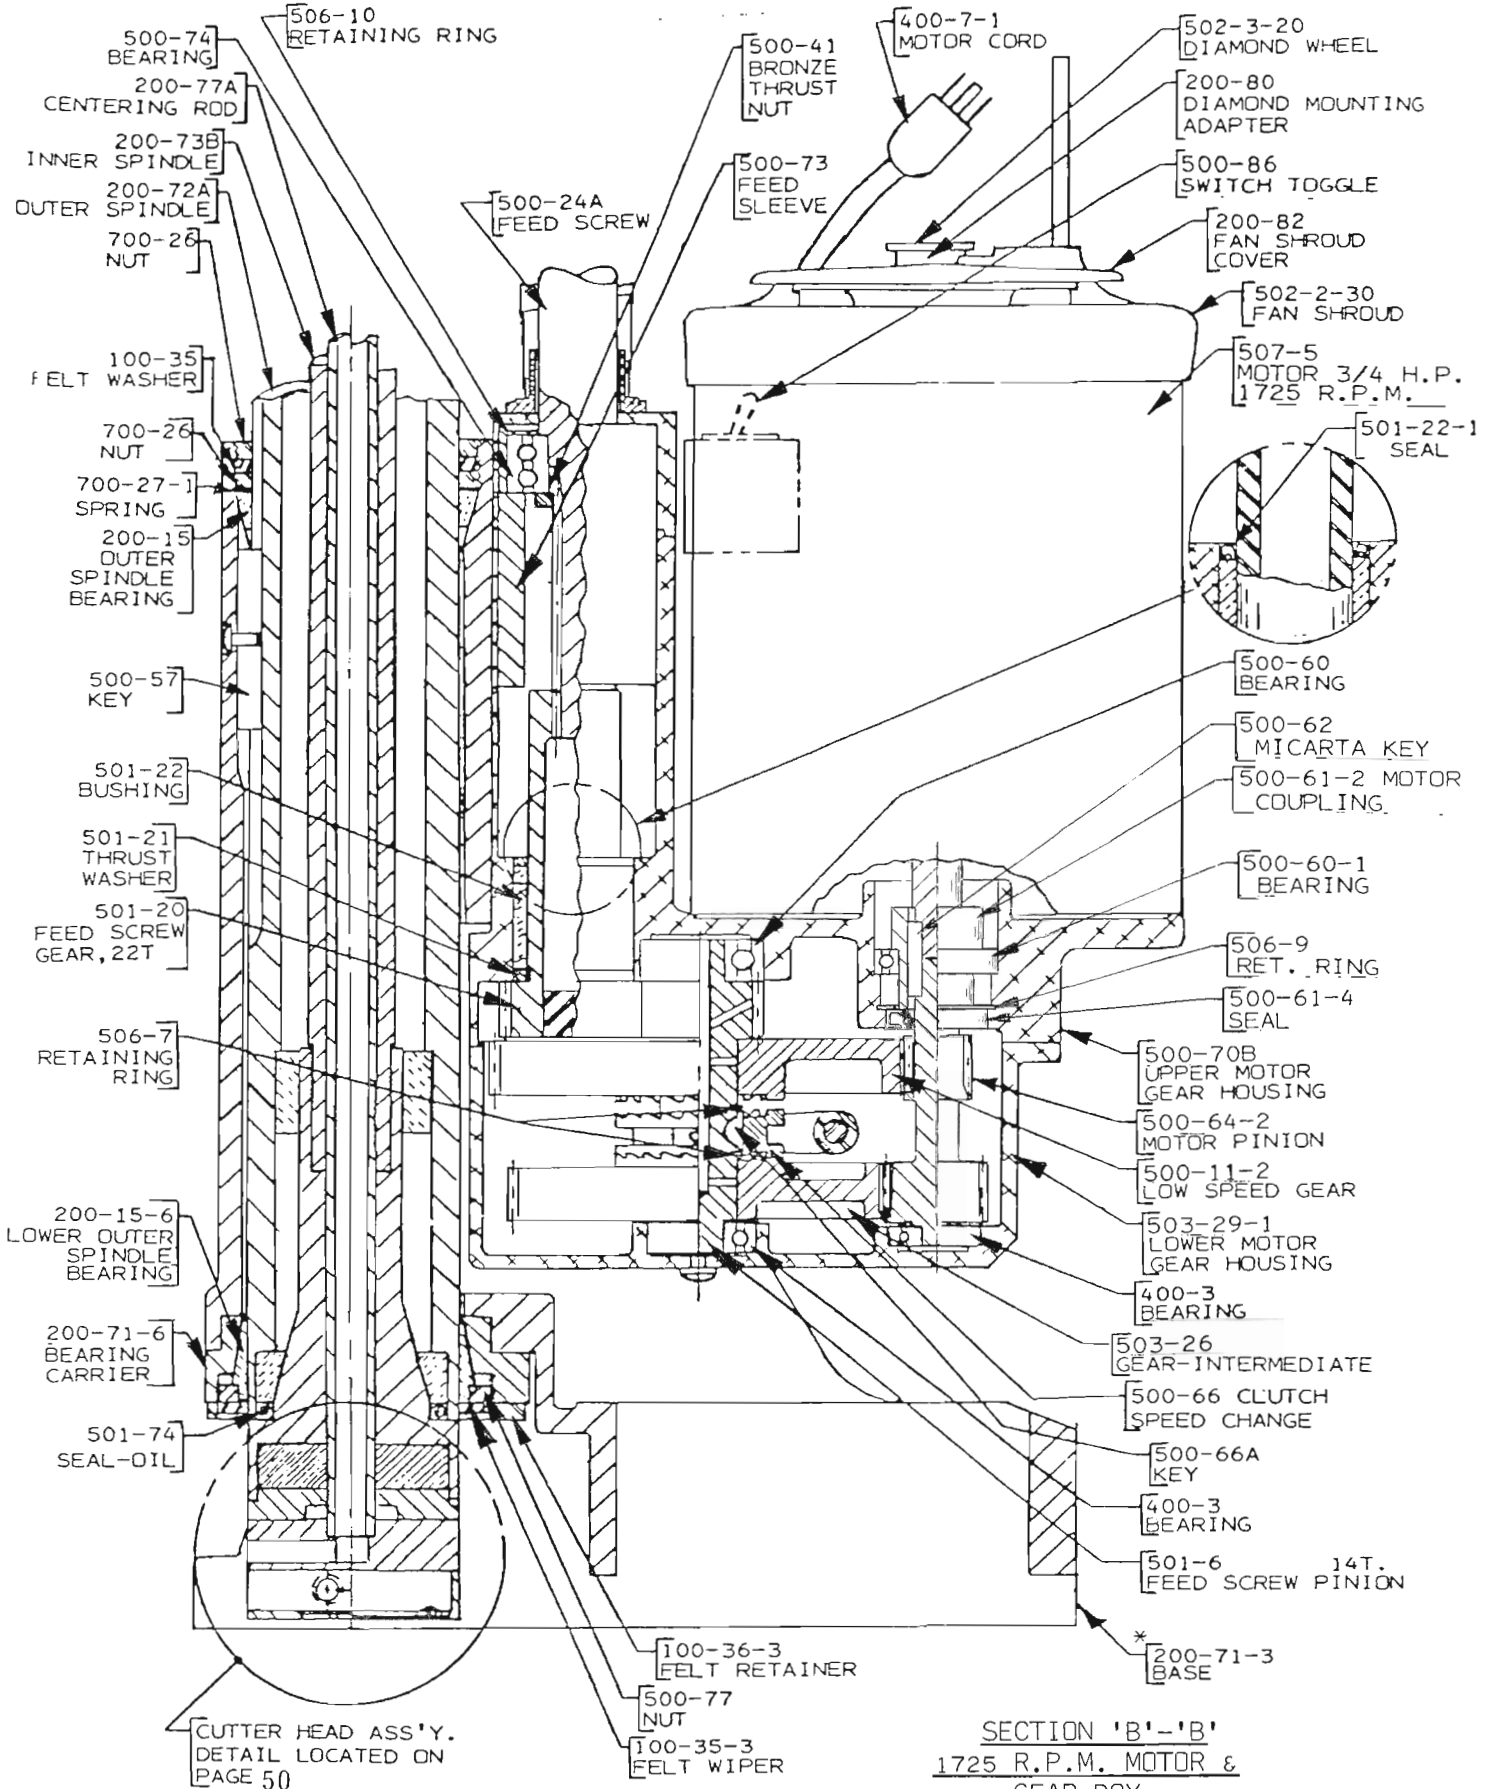 506-10
RETAINING RING
500-74
BEARING
200-77A
CENTERING ROD
200-73B
INNER SPINDLE
200-72A
OUTER SPINDLE
700-26
NUT
100-35
FELT WASHER
700-26
NUT
700-27-1
SPRING
200-15
OUTER
SPINDLE
BEARING
500-57
KEY
501-22
BUSHING
501-21
THRUST
WASHER
501-20
FEED SCREW
GEAR, 22T
506-7
RETAINING
RING
200-15-6
LOWER OUTER
SPINDLE
BEARING
200-71-6
BEARING
CARRIER
501-74
SEAL-OIL
CUTTER HEAD ASS'Y.
DETAIL LOCATED ON
PAGE 50
500-24A
FEED SCREW
500-41
BRONZE
THRUST
NUT
500-73
FEED
SLEEVE
400-7-1
MOTOR CORD
502-3-20
DIAMOND WHEEL
200-80
DIAMOND MOUNTING
ADAPTER
500-86
SWITCH TOGGLE
200-82
FAN SHROUD
COVER
502-2-30
FAN SHROUD
507-5
MOTOR 3/4 H.P.
1725 R.P.M.
501-22-1
SEAL
500-60
BEARING
500-62
MICARTA KEY
500-61-2 MOTOR
COUPLING
500-60-1
BEARING
506-9
RET. RING
500-61-4
SEAL
500-70B
UPPER MOTOR
GEAR HOUSING
500-64-2
MOTOR PINION
500-11-2
LOW SPEED GEAR
503-29-1
LOWER MOTOR
GEAR HOUSING
400-3
BEARING
503-26
GEAR-INTERMEDIATE
500-66 CLUTCH
SPEED CHANGE
500-66A
KEY
400-3
BEARING
501-6 14T.
FEED SCREW PINION
*
200-71-3
BASE
100-36-3
FELT RETAINER
500-77
NUT
100-35-3
FELT WIPER
SECTION 'B'-'B'
1725 R.P.M. MOTOR &
GEAR BOX